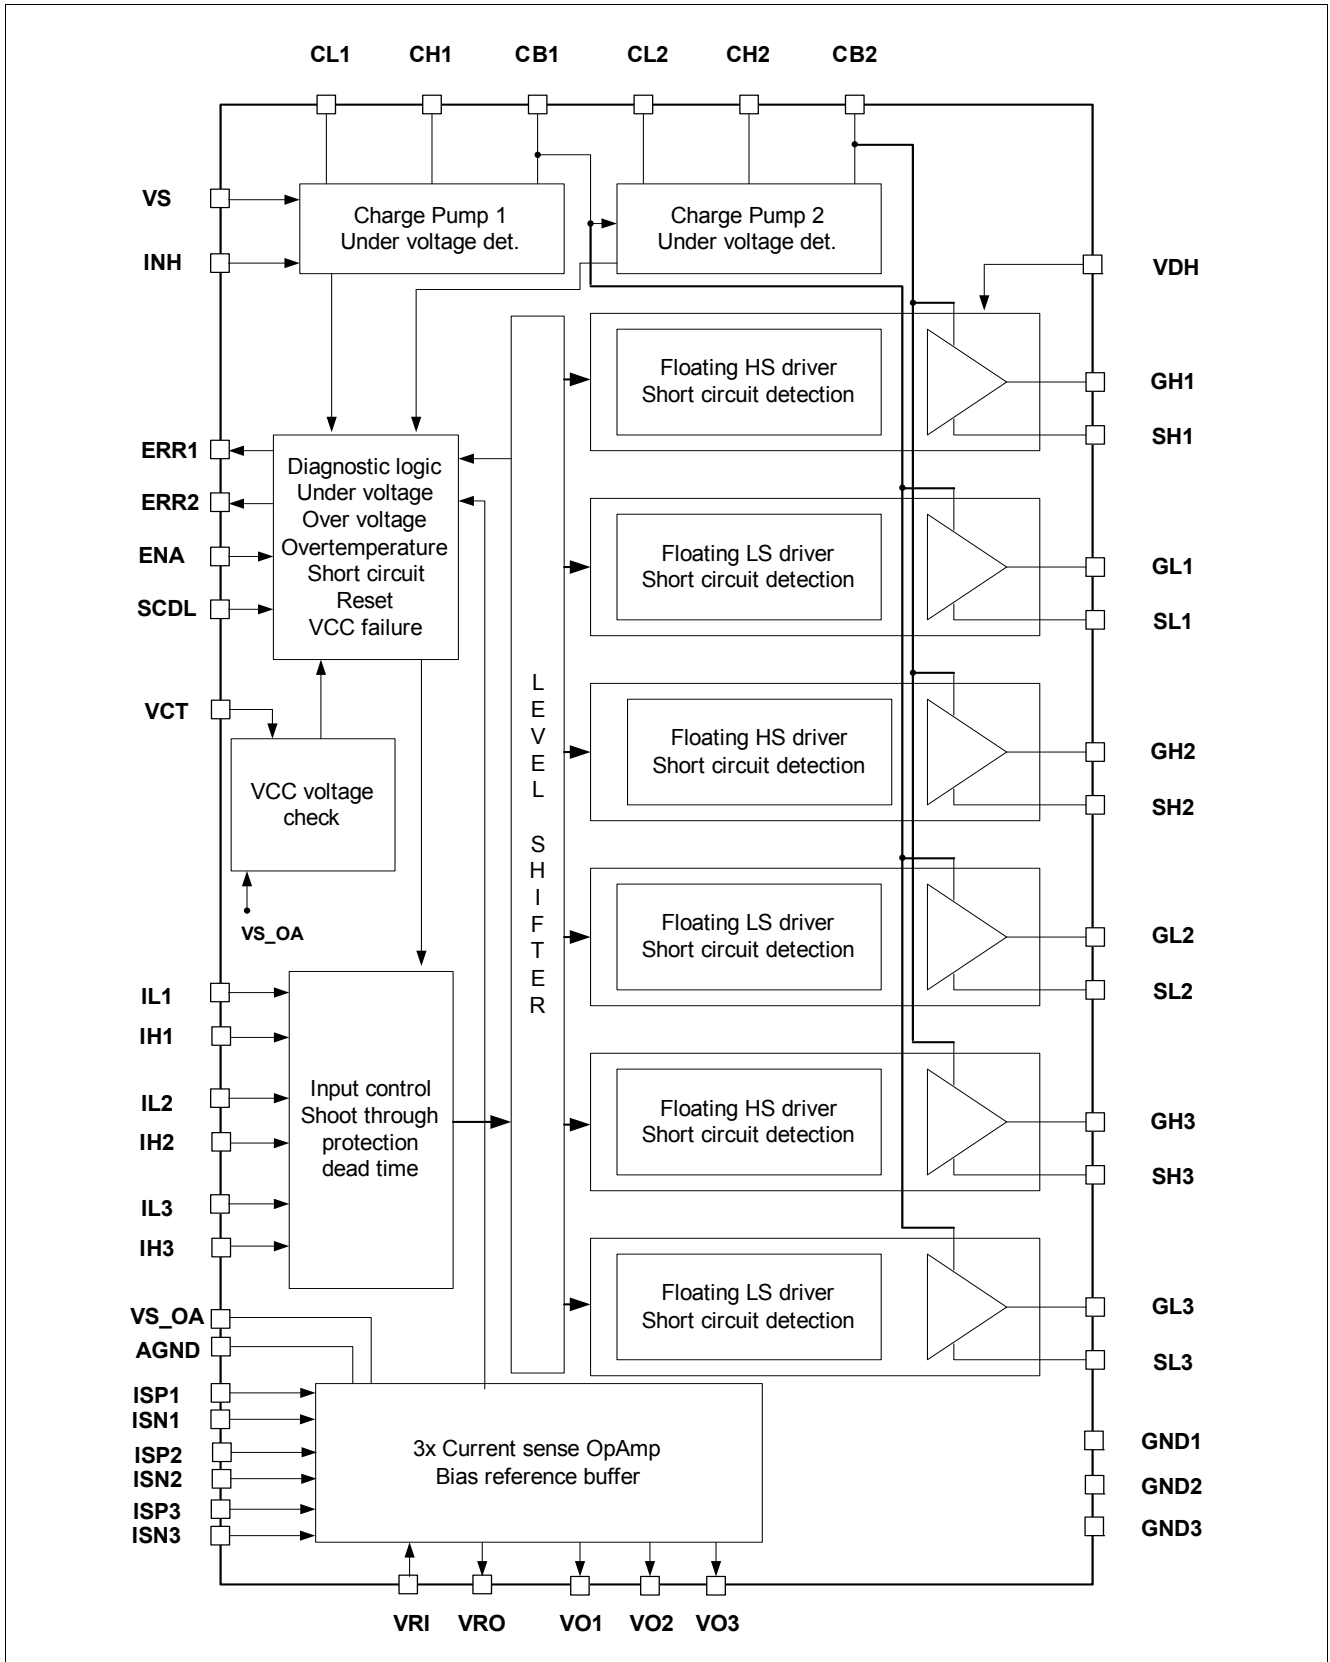 CL1 CH1 CB1 CL2 CH2 CB2
VS
INH
Charge Pump 1
Under voltage det.
Charge Pump 2
Under voltage det.
VDH
Floating HS driver
Short circuit detection
GH1
SH1
ERR1
ERR2
ENA
SCDL
Diagnostic logic
Under voltage
Over voltage
Overtemperature
Short circuit
Reset
VCC failure
Floating LS driver
Short circuit detection
GL1
SL1
VCT
VCC voltage
check
VS_OA
LEVEL SHIFTER
Floating HS driver
Short circuit detection
GH2
SH2
Floating LS driver
Short circuit detection
GL2
SL2
IL1
IH1
IL2
IH2
IL3
IH3
Input control
Shoot through
protection
dead time
Floating HS driver
Short circuit detection
GH3
SH3
Floating LS driver
Short circuit detection
GL3
SL3
VS_OA
AGND
ISP1
ISN1
ISP2
ISN2
ISP3
ISN3
3x Current sense OpAmp
Bias reference buffer
GND1
GND2
GND3
VRI VRO VO1 VO2 VO3